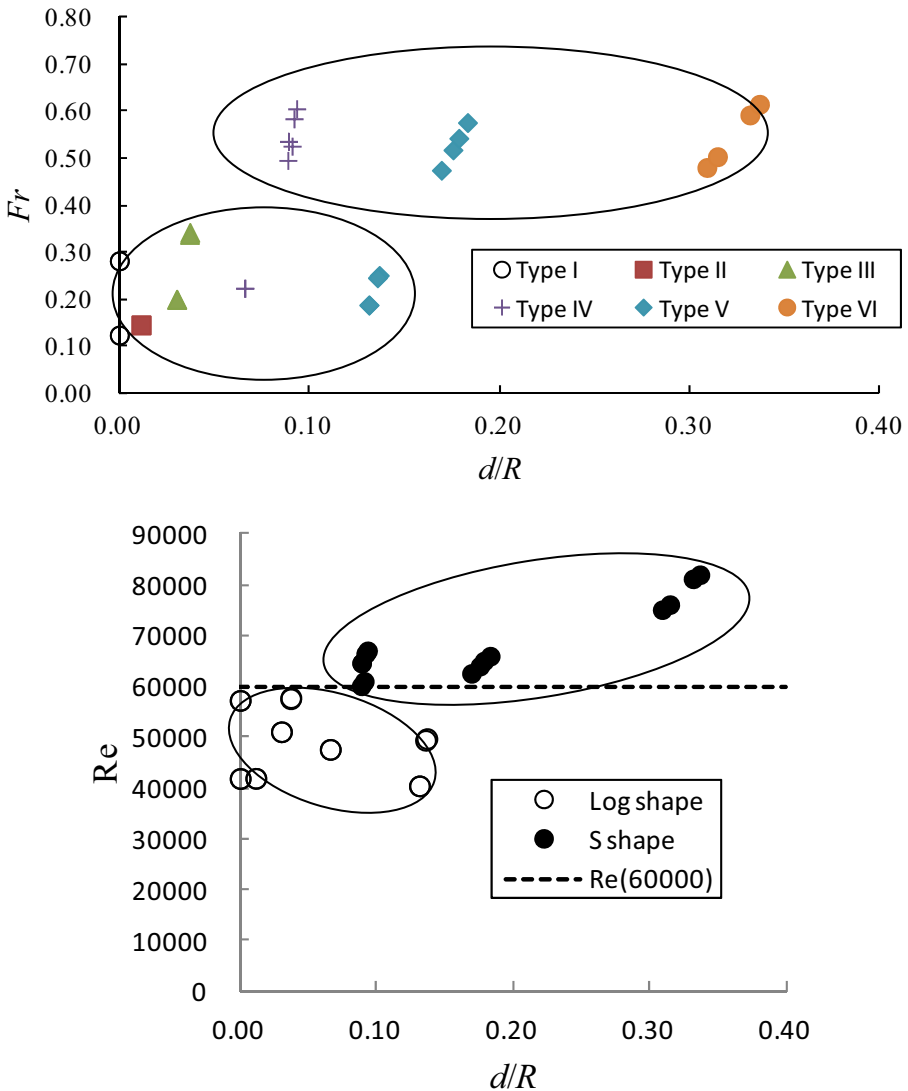 0.80
0.70
0.60
0.50
0.40
0.30
0.20
0.10
0.00
Fr
Type I Type II Type III
Type IV Type V Type VI
0.00 0.10 0.20 0.30 0.40
d/R
90000
80000
70000
60000
50000
40000
30000
20000
10000
0
Re
Log shape
S shape
Re(60000)
0.00 0.10 0.20 0.30 0.40
d/R